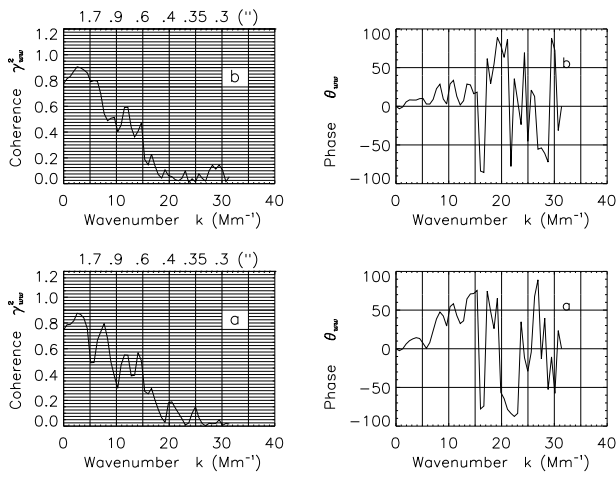 1.7 .9 .6 .4 .35 .3 (")
1.2
1.0
0.8
0.6
0.4
0.2
0.0
Coherence γ²ww
b
0 10 20 30 40
Wavenumber k (Mm⁻¹)
100
50
0
−50
−100
Phase θww
b
0 10 20 30 40
Wavenumber k (Mm⁻¹)
1.7 .9 .6 .4 .35 .3 (")
1.2
1.0
0.8
0.6
0.4
0.2
0.0
Coherence γ²ww
a
0 10 20 30 40
Wavenumber k (Mm⁻¹)
100
50
0
−50
−100
Phase θww
a
0 10 20 30 40
Wavenumber k (Mm⁻¹)